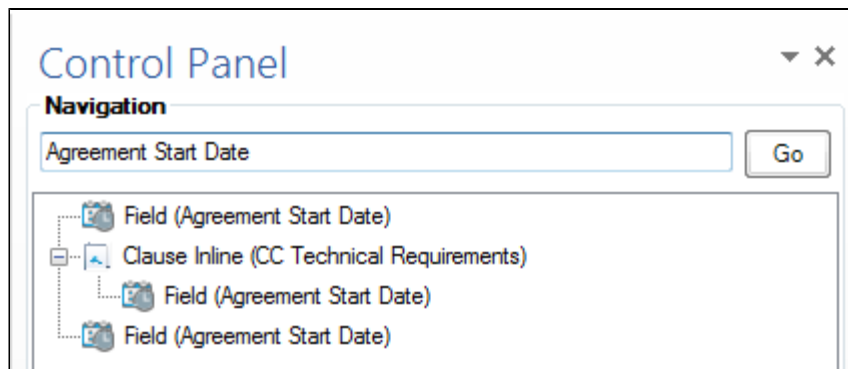 Control Panel
Navigation
Agreement Start Date
Go
Field (Agreement Start Date)
Clause Inline (CC Technical Requirements)
Field (Agreement Start Date)
Field (Agreement Start Date)